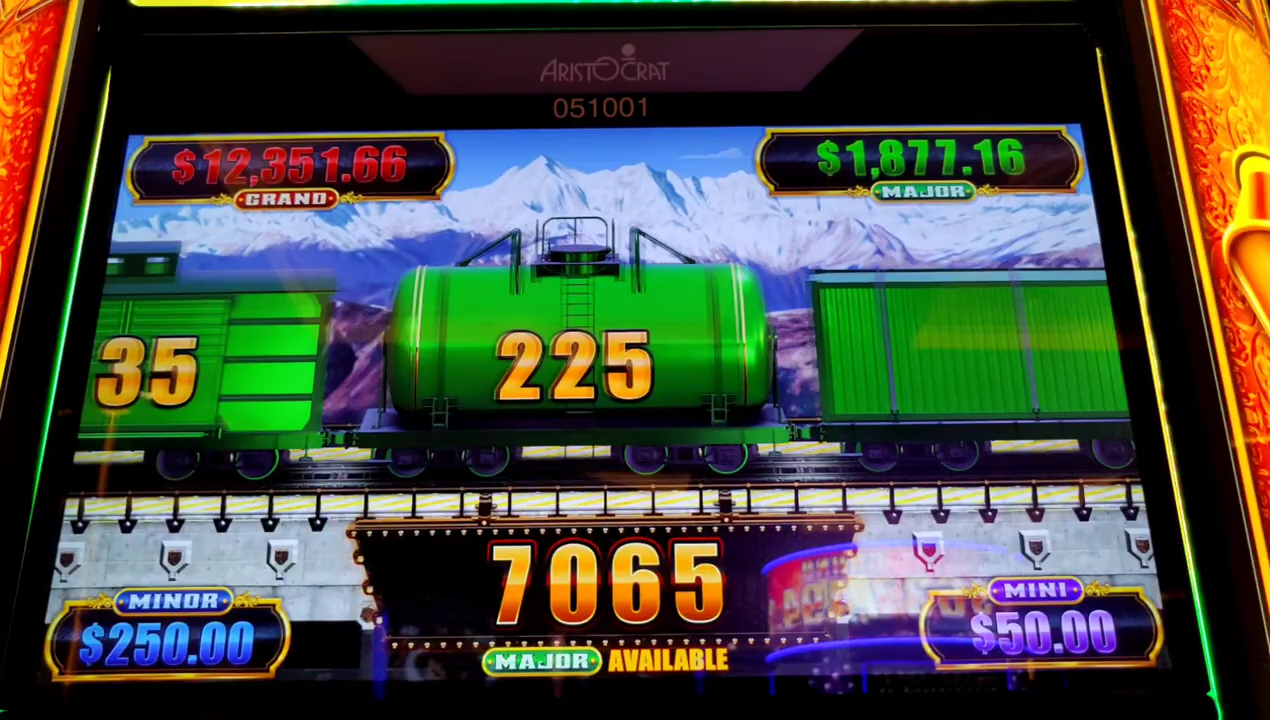 ARISTOCRAT
051001
$12,351.66
GRAND
$1,877.16
MAJOR
35
225
7065
MINOR
$250.00
MINI
$50.00
MAJOR AVAILABLE